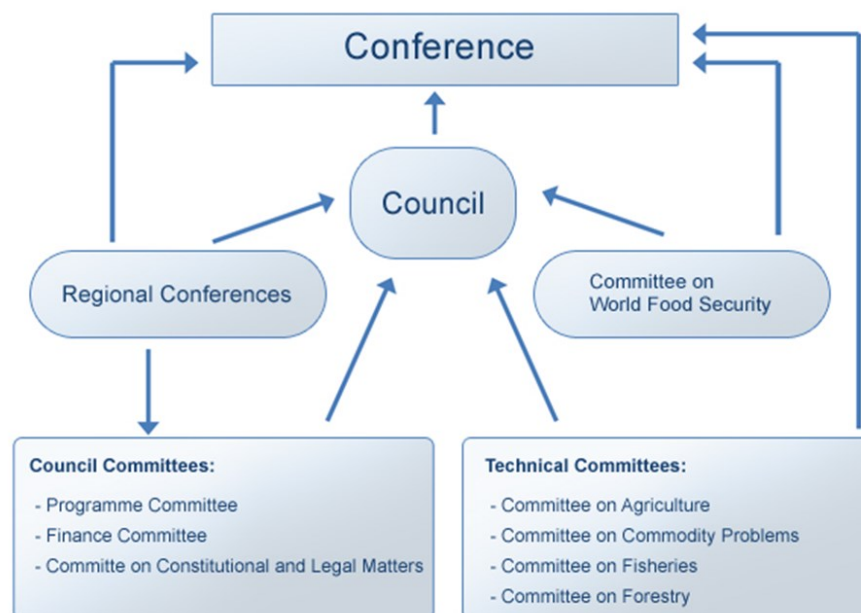 Conference
Council
Regional Conferences
Committee on
World Food Security
Council Committees:
- Programme Committee
- Finance Committee
- Committe on Constitutional and Legal Matters
Technical Committees:
- Committee on Agriculture
- Committee on Commodity Problems
- Committee on Fisheries
- Committee on Forestry